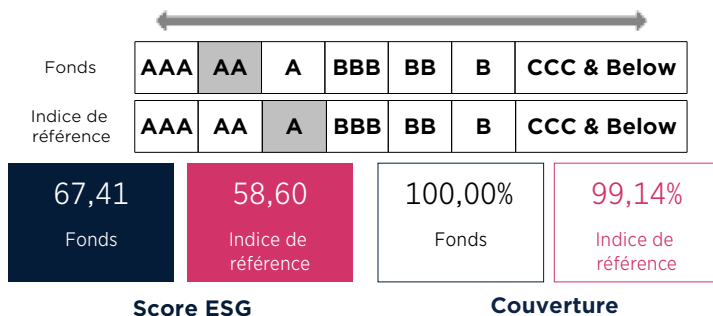 Fonds AAA AA A BBB BB B CCC & Below
Indice de
référence AAA AA A BBB BB B CCC & Below
67,41 58,60 100,00% 99,14%
Fonds Indice de Fonds Indice de
référence référence
Score ESG Couverture